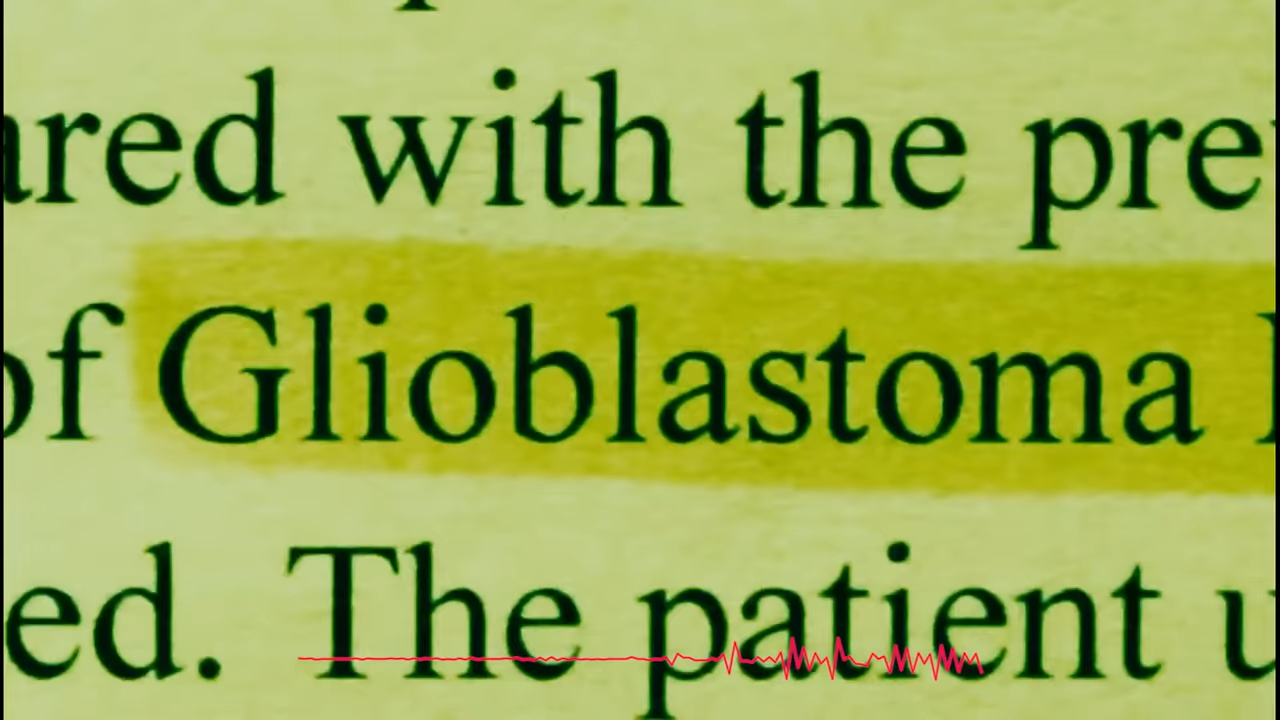 ared with the pre
of Glioblastoma
ed. The patient u